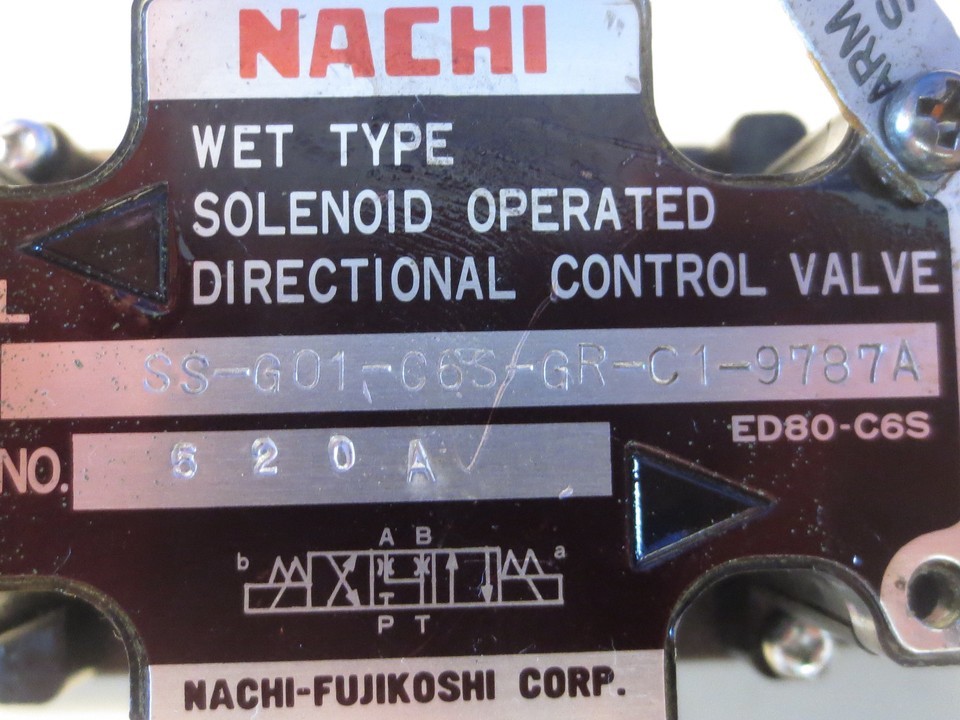 NACHI
ARM
S
WET TYPE
SOLENOID OPERATED
DIRECTIONAL CONTROL VALVE
L
SS-G01-C6S-GR-C1-9787A
ED80-C6S
NO. 620A
A B
b a
T
P T
NACHI-FUJIKOSHI CORP.